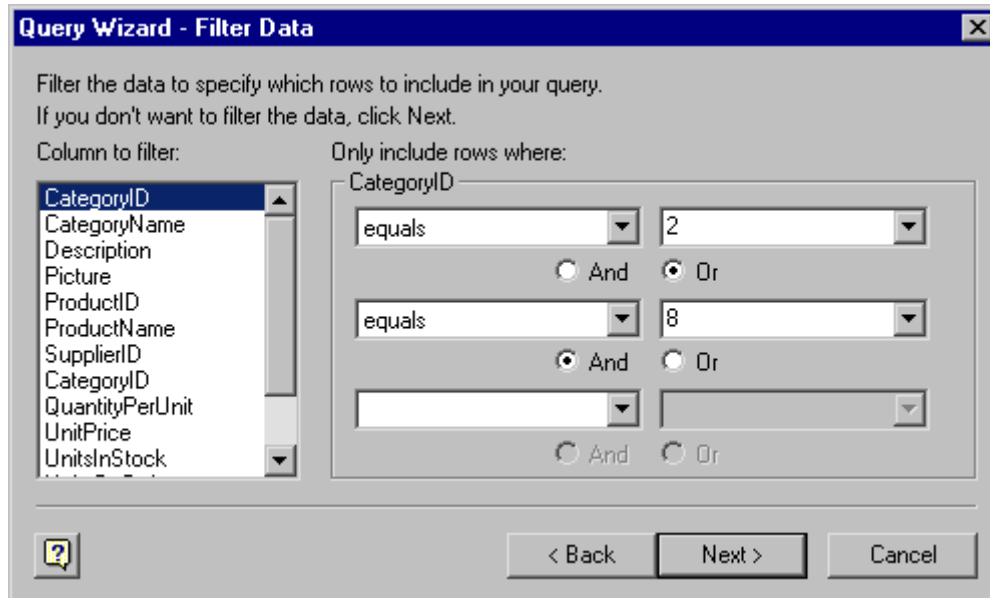 Query Wizard - Filter Data
Filter the data to specify which rows to include in your query.
If you don't want to filter the data, click Next.
Column to filter:
Only include rows where:
CategoryID
CategoryName
Description
Picture
ProductID
ProductName
SupplierID
CategoryID
QuantityPerUnit
UnitPrice
UnitsInStock
CategoryID
equals 2
And Or
equals 8
And Or
And Or
?
< Back Next > Cancel